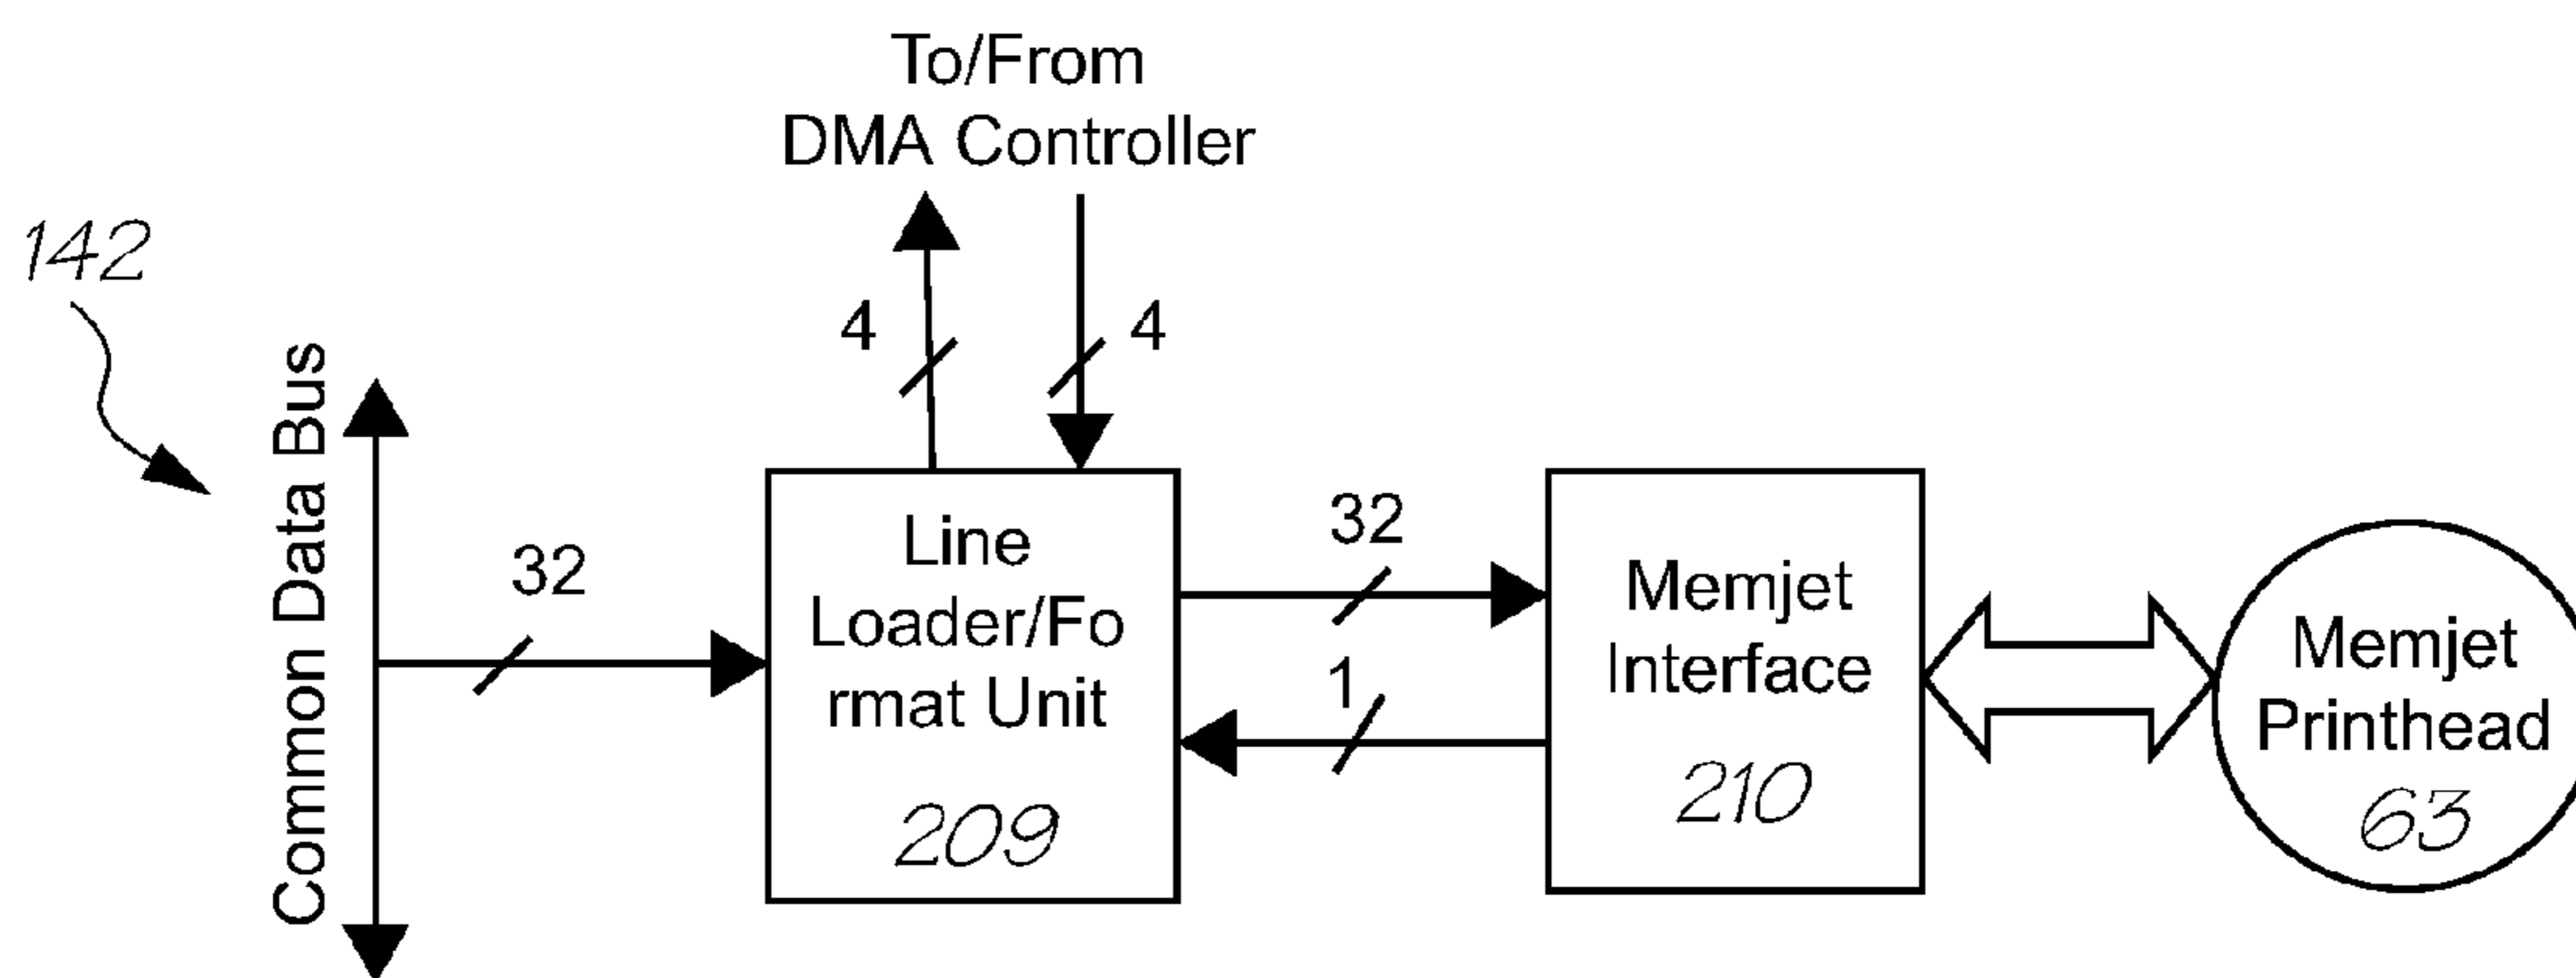 To/From
DMA Controller
142
4
4
Common Data Bus
32
Line
Loader/Fo
rmat Unit
209
32
1
Memjet
Interface
210
Memjet
Printhead
63